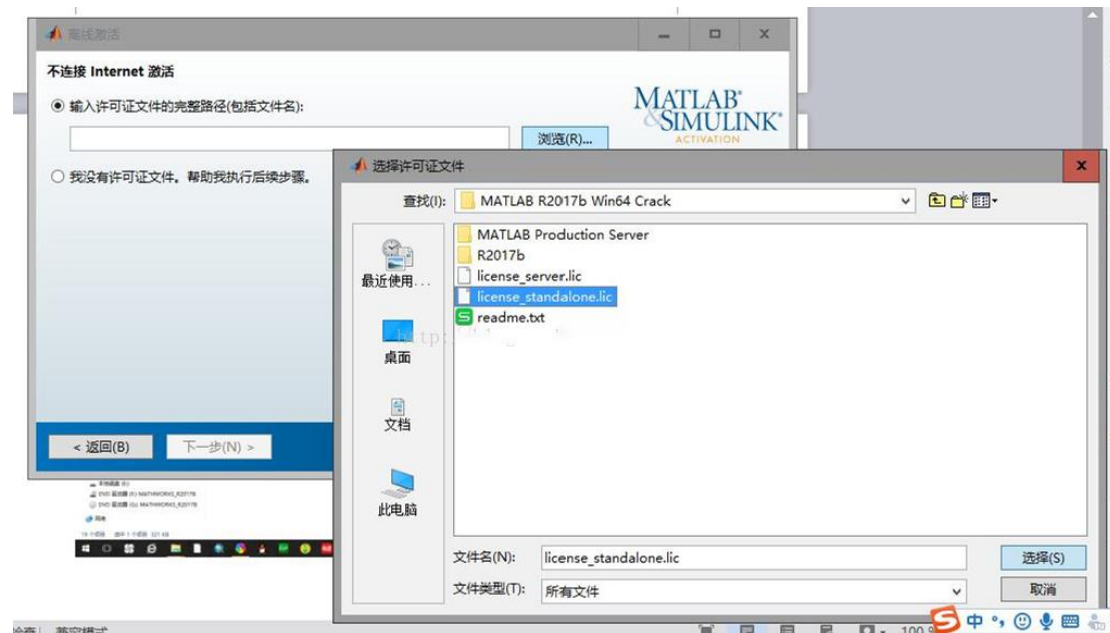 离线激活
不连接 Internet 激活
输入许可证文件的完整路径(包括文件名):
浏览(R)...
MATLAB®
&SIMULINK®
ACTIVATION
我没有许可证文件。帮助我执行后续步骤。
< 返回(B)
下一步(N) >
选择许可证文件
查找(I):
MATLAB R2017b Win64 Crack
MATLAB Production Server
R2017b
license_server.lic
license_standalone.lic
readme.txt
最近使用...
桌面
文档
此电脑
文件名(N):
license_standalone.lic
选择(S)
文件类型(T):
所有文件
取消
网络
中
100